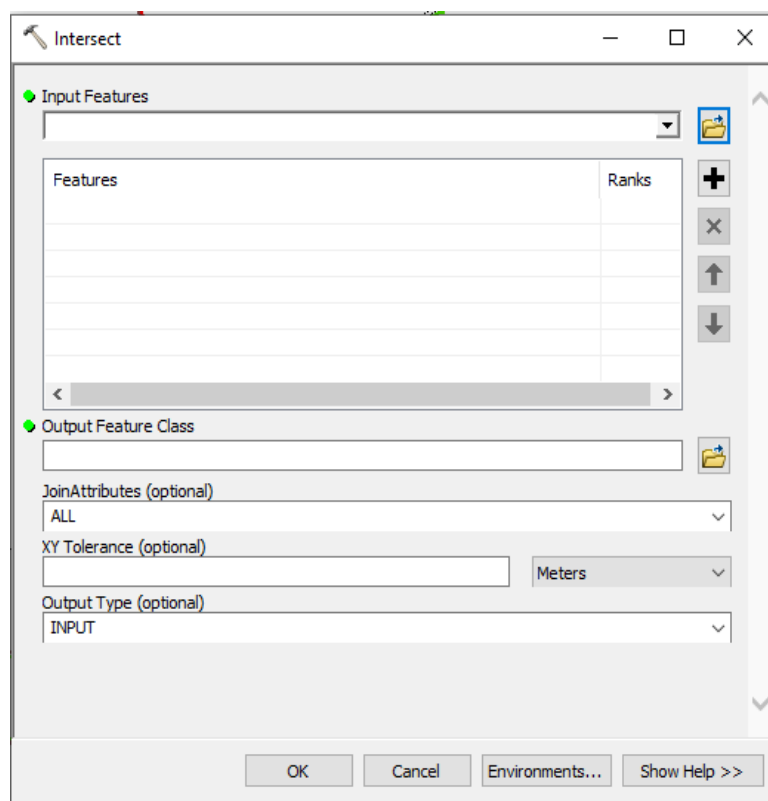 Intersect
Input Features
Features Ranks
Output Feature Class
JoinAttributes (optional)
ALL
XY Tolerance (optional)
Meters
Output Type (optional)
INPUT
OK Cancel Environments... Show Help >>